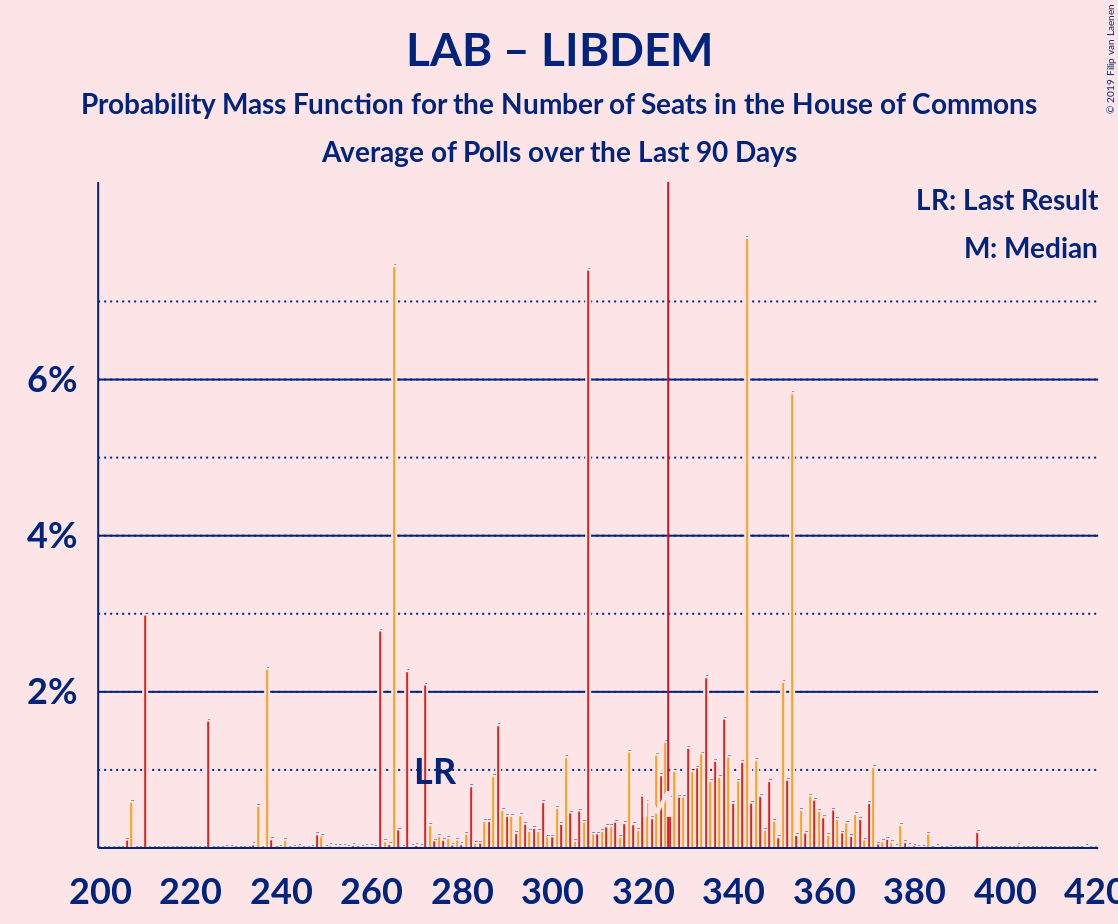 LAB – LIBDEM
Probability Mass Function for the Number of Seats in the House of Commons
Average of Polls over the Last 90 Days
© 2019 Filip van Laenen
LR: Last Result
M: Median
6%
4%
2%
LR
200 220 240 260 280 300 320 340 360 380 400 420